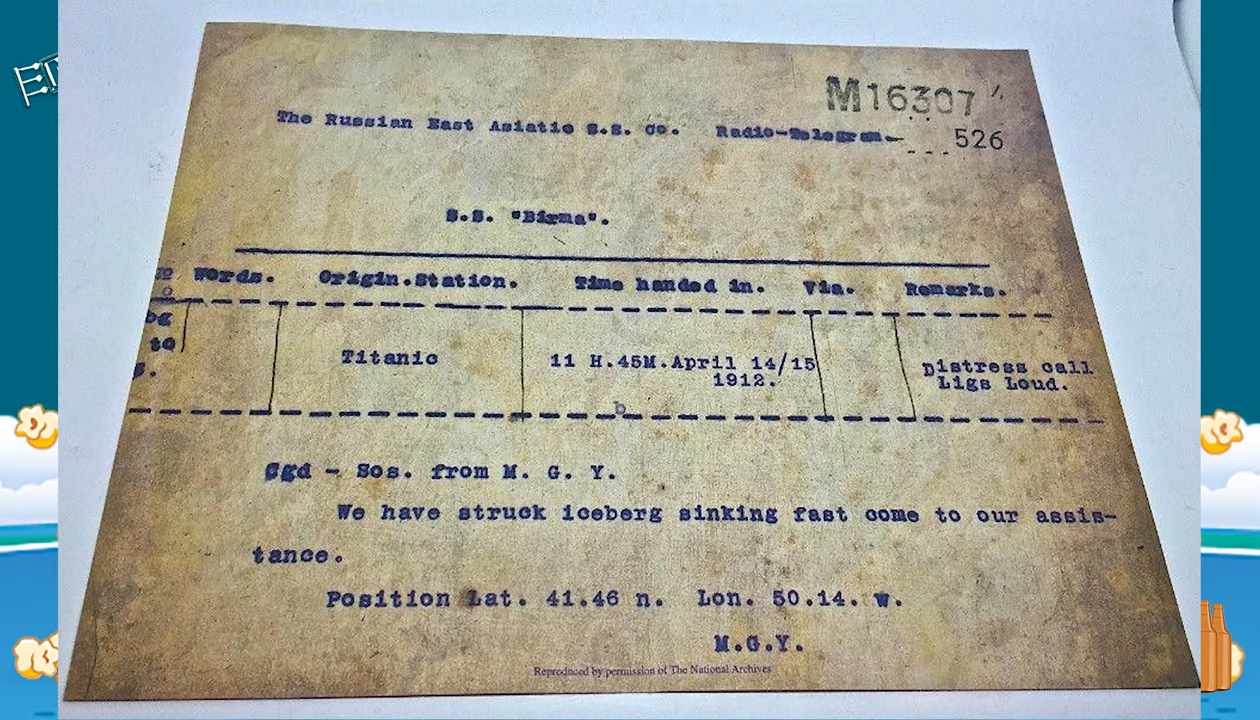 M16307
The Russian East Asiatic S.S. Co. Radio-Telegram- 526
S.S. "Birma".
Words. Origin.Station. Time handed in. Via. Remarks.
to Titanic 11 H.45M.April 14/15 Distress call
1912. Ligs Loud.
Cgd - Sos. from M. G. Y.
We have struck iceberg sinking fast come to our assis-
tance.
Position Lat. 41.46 n. Lon. 50.14. w.
M.G.Y.
Reproduced by permission of The National Archives